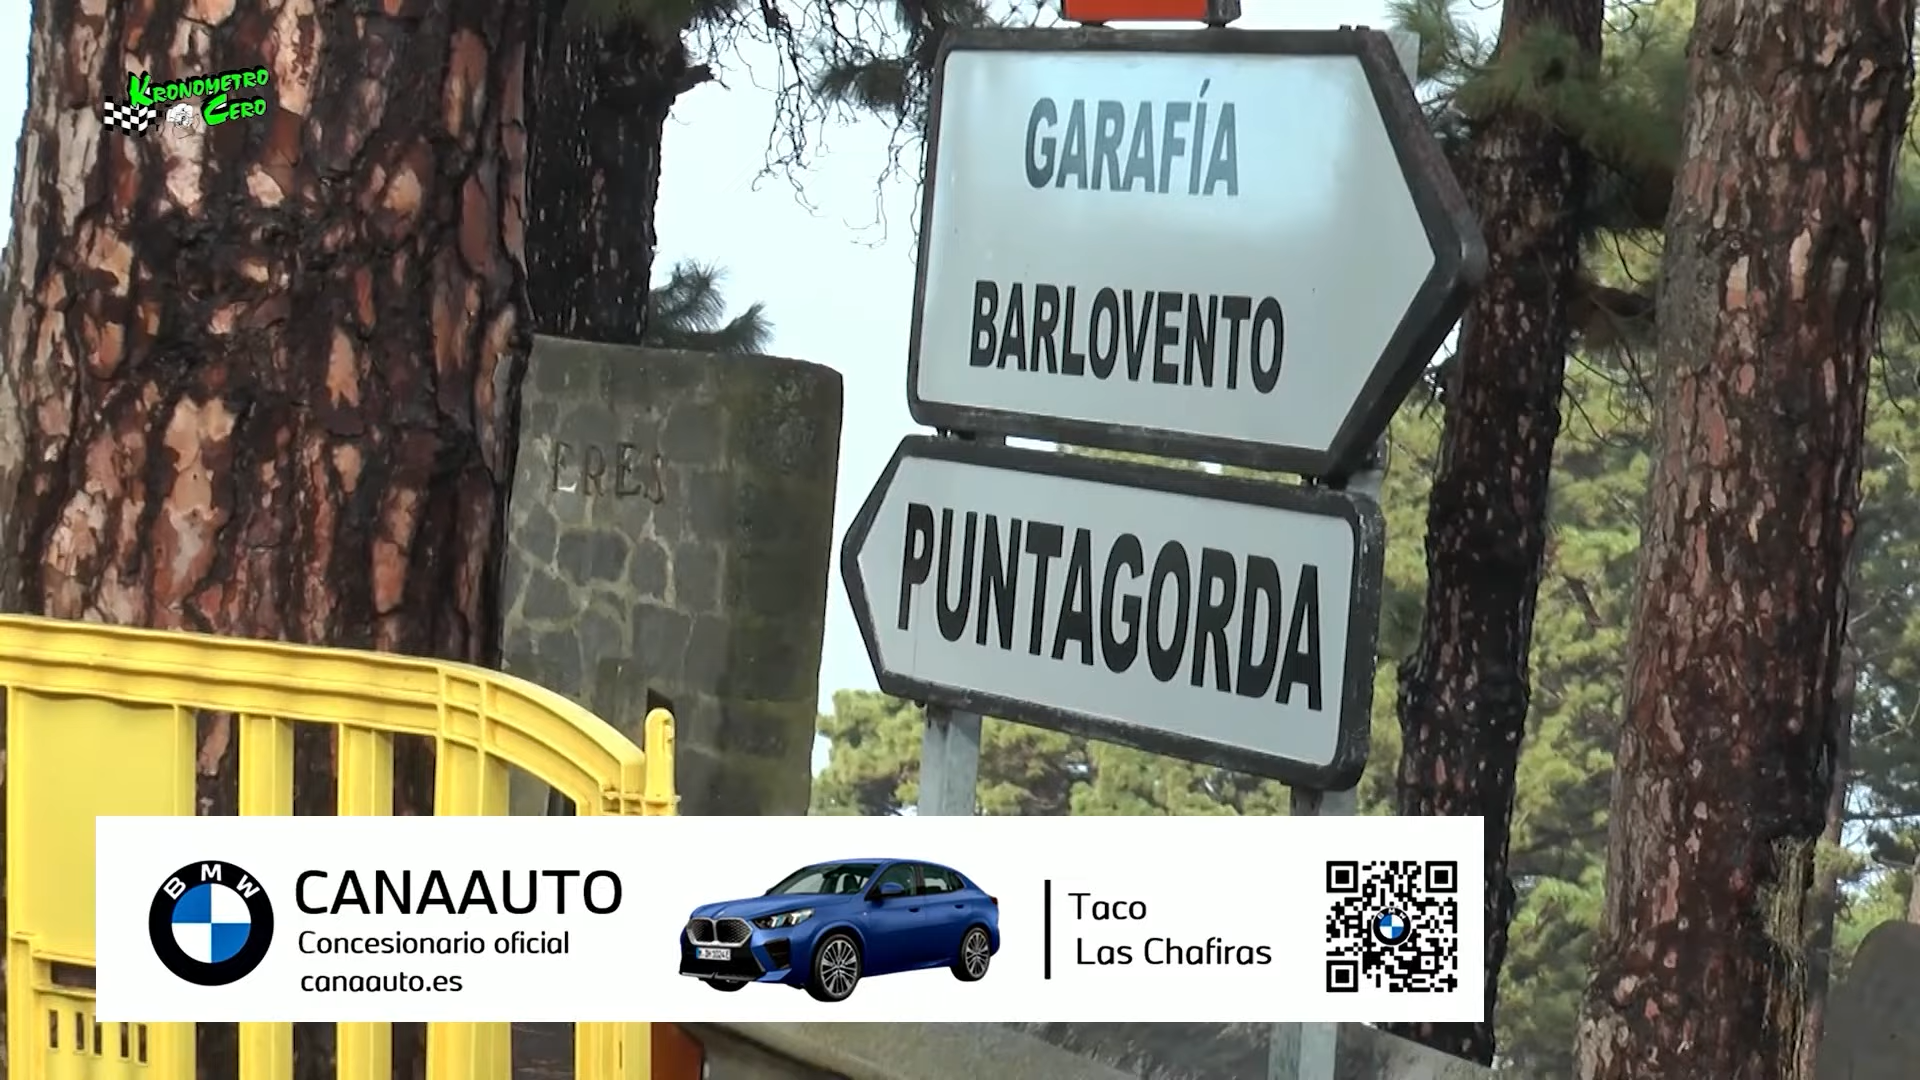 KRONOMETRO
CERO
GARAFÍA
BARLOVENTO
ERES
PUNTAGORDA
BMW
CANAAUTO
Concesionario oficial
canaauto.es
Taco
Las Chafiras